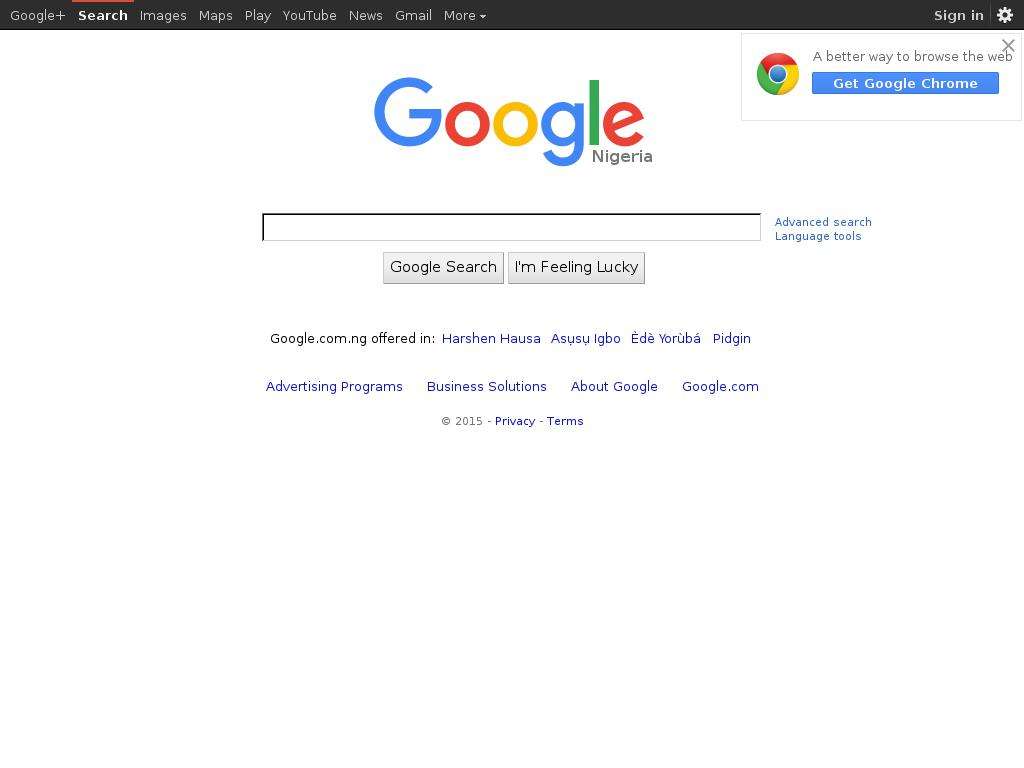 Google+ Search Images Maps Play YouTube News Gmail More Sign in
A better way to browse the web
Get Google Chrome
Google
Nigeria
Advanced search
Language tools
Google Search I'm Feeling Lucky
Google.com.ng offered in: Harshen Hausa Asụsụ Igbo Èdè Yorùbá Pidgin
Advertising Programs Business Solutions About Google Google.com
© 2015 - Privacy - Terms